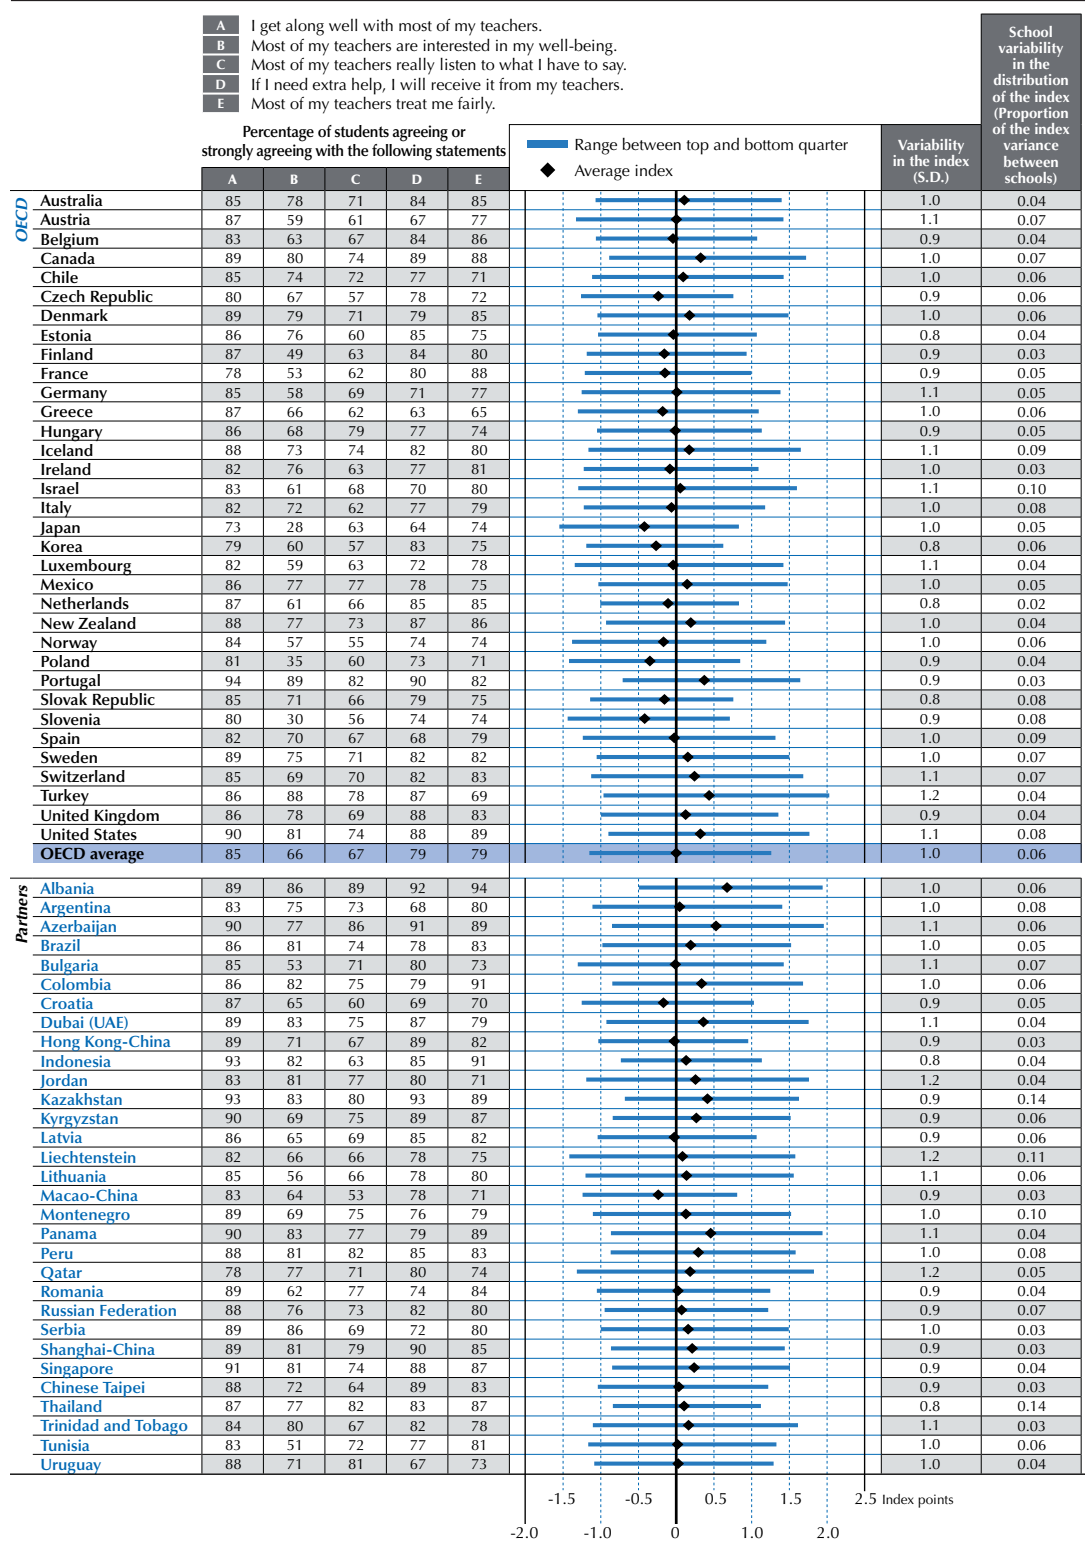 A I get along well with most of my teachers.
B Most of my teachers are interested in my well-being.
C Most of my teachers really listen to what I have to say.
D If I need extra help, I will receive it from my teachers.
E Most of my teachers treat me fairly.
School variability in the distribution of the index (Proportion of the index variance between schools)
Percentage of students agreeing or
strongly agreeing with the following statements
Range between top and bottom quarter
Average index
Variability in the index (S.D.)
A B C D E
OECD
Australia 85 78 71 84 85 1.0 0.04
Austria 87 59 61 67 77 1.1 0.07
Belgium 83 63 67 84 86 0.9 0.04
Canada 89 80 74 89 88 1.0 0.07
Chile 85 74 72 77 71 1.0 0.06
Czech Republic 80 67 57 78 72 0.9 0.06
Denmark 89 79 71 79 85 1.0 0.06
Estonia 86 76 60 85 75 0.8 0.04
Finland 87 49 63 84 80 0.9 0.03
France 78 53 62 80 88 0.9 0.05
Germany 85 58 69 71 77 1.1 0.05
Greece 87 66 62 63 65 1.0 0.06
Hungary 86 68 79 77 74 0.9 0.05
Iceland 88 73 74 82 80 1.1 0.09
Ireland 82 76 63 77 81 1.0 0.03
Israel 83 61 68 70 80 1.1 0.10
Italy 82 72 62 77 79 1.0 0.08
Japan 73 28 63 64 74 1.0 0.05
Korea 79 60 57 83 75 0.8 0.06
Luxembourg 82 59 63 72 78 1.1 0.04
Mexico 86 77 77 78 75 1.0 0.05
Netherlands 87 61 66 85 85 0.8 0.02
New Zealand 88 77 73 87 86 1.0 0.04
Norway 84 57 55 74 74 1.0 0.06
Poland 81 35 60 73 71 0.9 0.04
Portugal 94 89 82 90 82 0.9 0.03
Slovak Republic 85 71 66 79 75 0.8 0.08
Slovenia 80 30 56 74 74 0.9 0.08
Spain 82 70 67 68 79 1.0 0.09
Sweden 89 75 71 82 82 1.0 0.07
Switzerland 85 69 70 82 83 1.1 0.07
Turkey 86 88 78 87 69 1.2 0.04
United Kingdom 86 78 69 88 83 0.9 0.04
United States 90 81 74 88 89 1.1 0.08
OECD average 85 66 67 79 79 1.0 0.06
Partners
Albania 89 86 89 92 94 1.0 0.06
Argentina 83 75 73 68 80 1.0 0.08
Azerbaijan 90 77 86 91 89 1.1 0.06
Brazil 86 81 74 78 83 1.0 0.05
Bulgaria 85 53 71 80 73 1.1 0.07
Colombia 86 82 75 79 91 1.0 0.06
Croatia 87 65 60 69 70 0.9 0.05
Dubai (UAE) 89 83 75 87 79 1.1 0.04
Hong Kong-China 89 71 67 89 82 0.9 0.03
Indonesia 93 82 63 85 91 0.8 0.04
Jordan 83 81 77 80 71 1.2 0.04
Kazakhstan 93 83 80 93 89 0.9 0.14
Kyrgyzstan 90 69 75 89 87 0.9 0.06
Latvia 86 65 69 85 82 0.9 0.06
Liechtenstein 82 66 66 78 75 1.2 0.11
Lithuania 85 56 66 78 80 1.1 0.06
Macao-China 83 64 53 78 71 0.9 0.03
Montenegro 89 69 75 76 79 1.0 0.10
Panama 90 83 77 79 89 1.1 0.04
Peru 88 81 82 85 83 1.0 0.08
Qatar 78 77 71 80 74 1.2 0.05
Romania 89 62 77 74 84 0.9 0.04
Russian Federation 88 76 73 82 80 0.9 0.07
Serbia 89 86 69 72 80 1.0 0.03
Shanghai-China 89 81 79 90 85 0.9 0.03
Singapore 91 81 74 88 87 0.9 0.04
Chinese Taipei 88 72 64 89 83 0.9 0.03
Thailand 87 77 82 83 87 0.8 0.14
Trinidad and Tobago 84 80 67 82 78 1.1 0.03
Tunisia 83 51 72 77 81 1.0 0.06
Uruguay 88 71 81 67 73 1.0 0.04
-1.5 -0.5 0.5 1.5 2.5 Index points
-2.0 -1.0 0 1.0 2.0